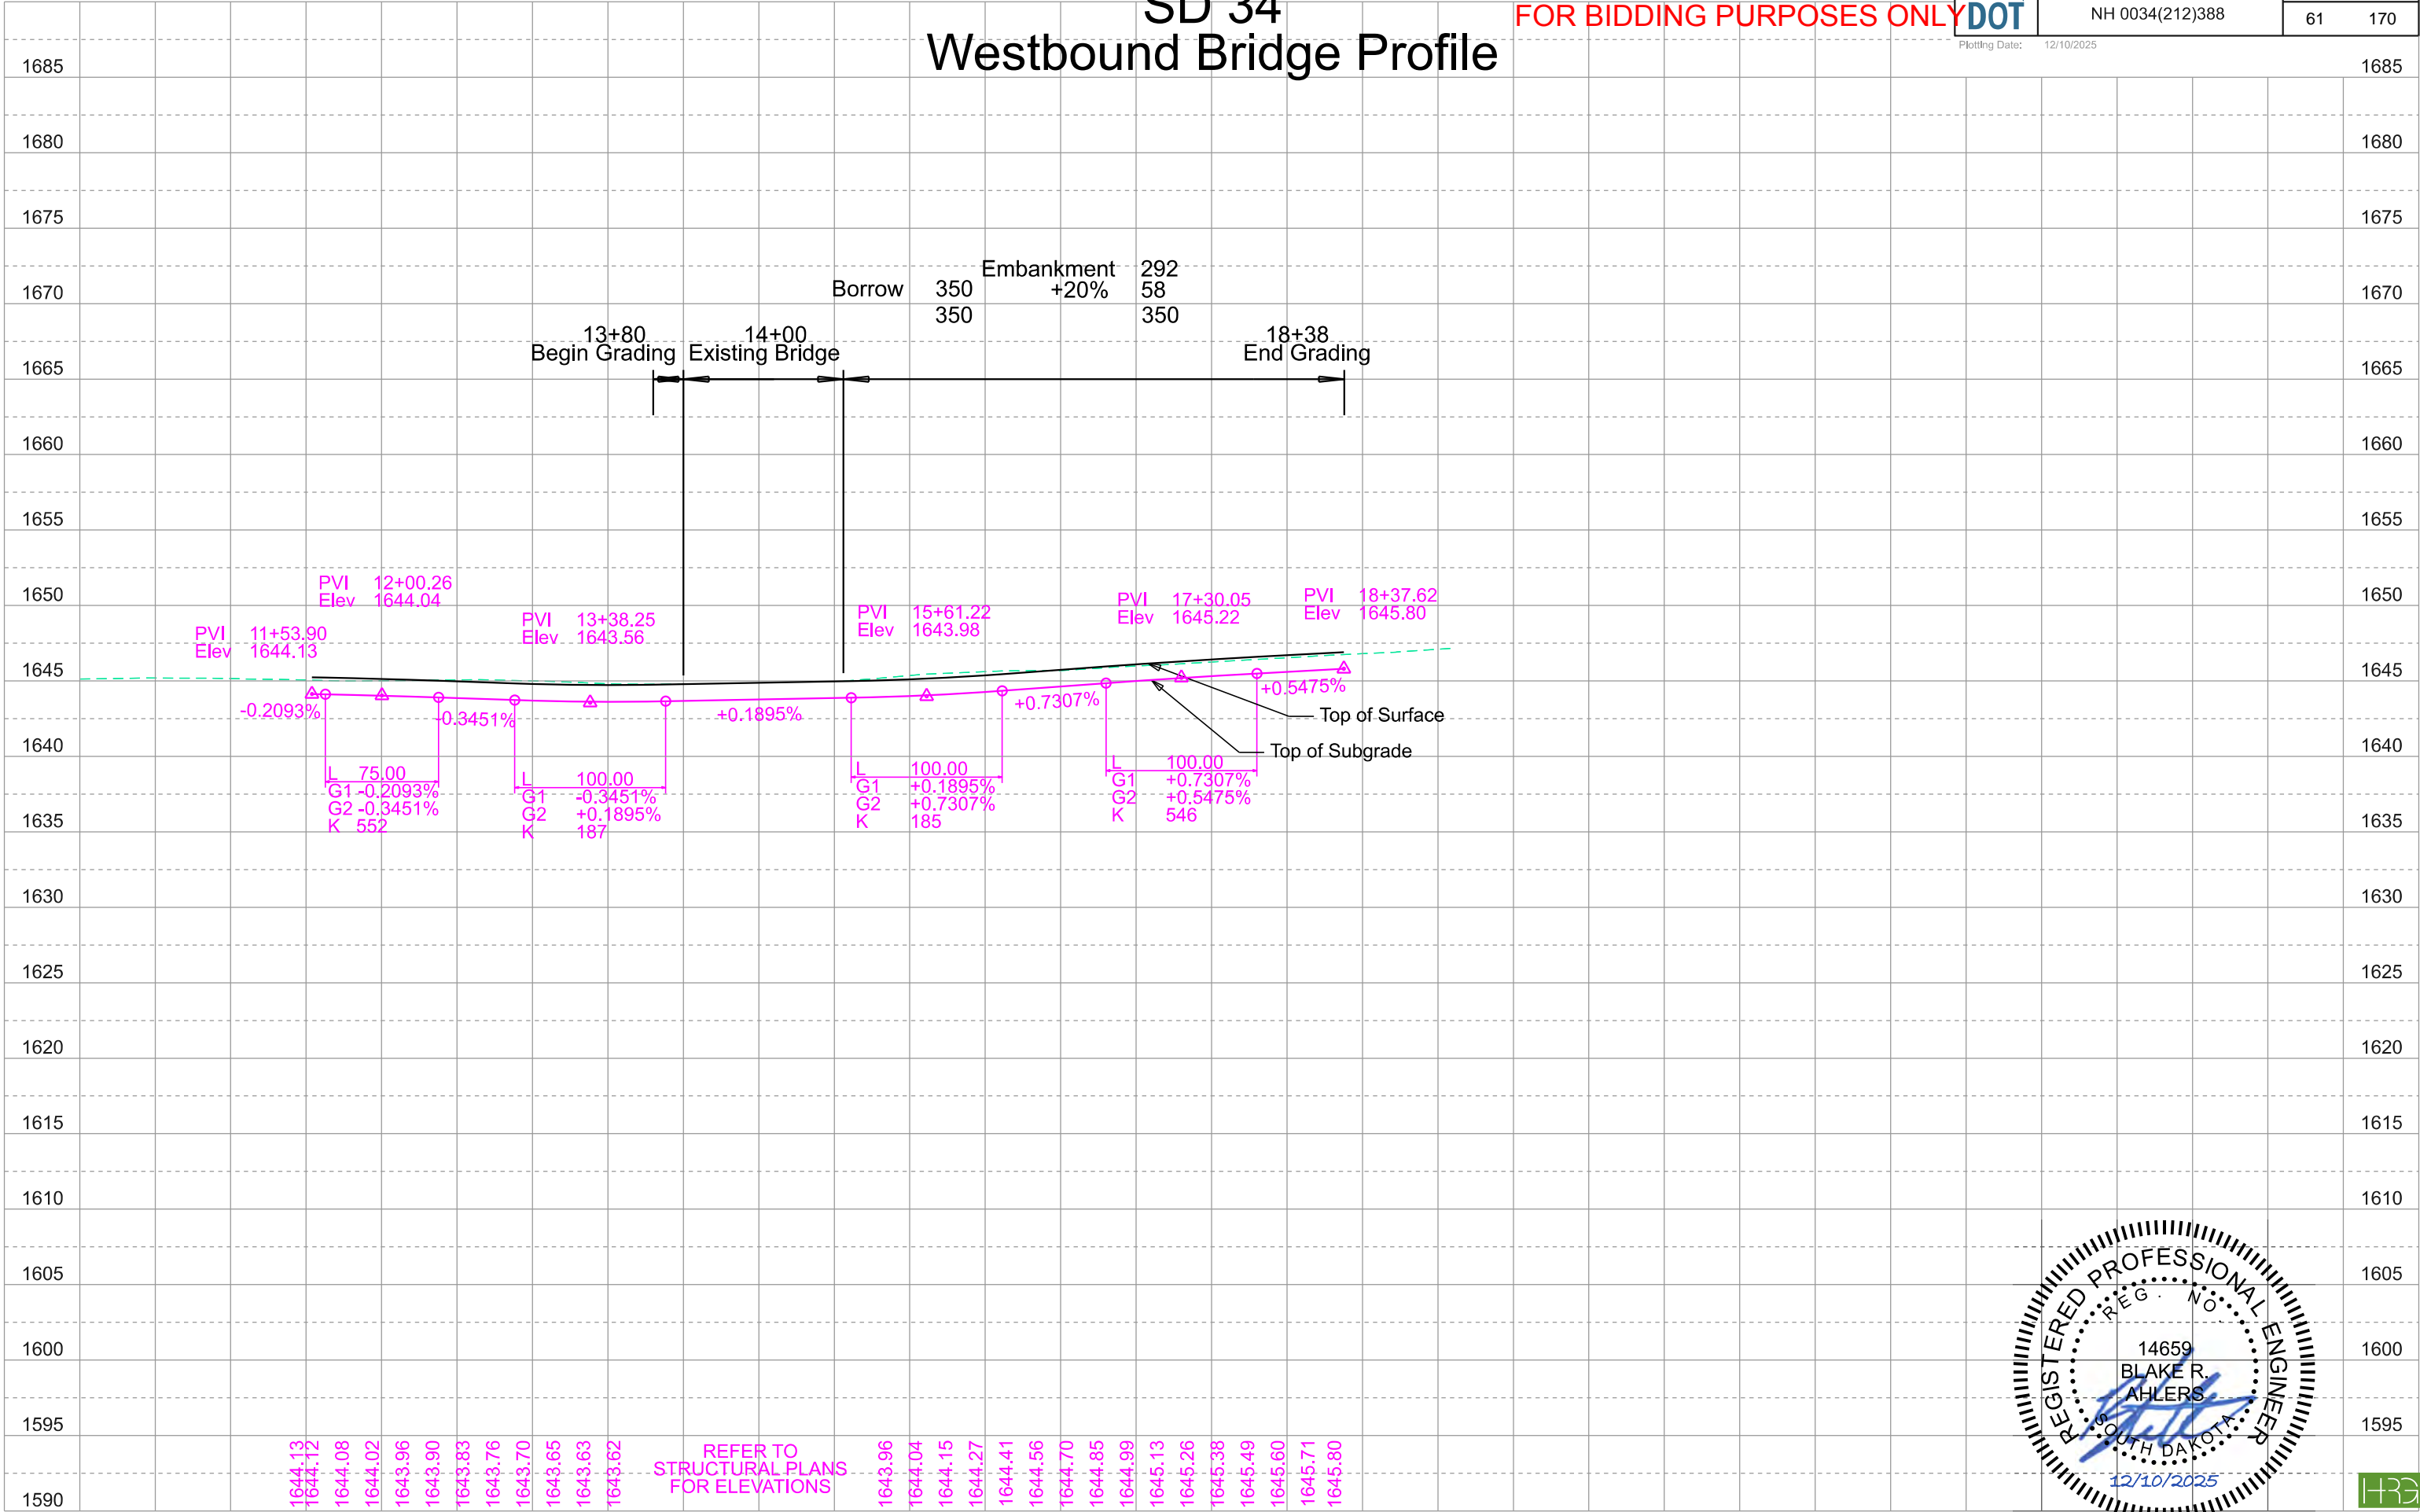 SD 34
Westbound Bridge Profile
FOR BIDDING PURPOSES ONLY
DOT
NH 0034(212)388
61 170
Plotting Date: 12/10/2025
1685 1685
1680 1680
1675 1675
Embankment 292
Borrow 350 +20% 58
1670 1670
350 350
13+80 14+00 18+38
Begin Grading Existing Bridge End Grading
1665 1665
1660 1660
1655 1655
1650 1650
PVI 11+53.90
Elev 1644.13
PVI 12+00.26
Elev 1644.04
PVI 13+38.25
Elev 1643.56
PVI 15+61.22
Elev 1643.98
PVI 17+30.05
Elev 1645.22
PVI 18+37.62
Elev 1645.80
1645 1645
-0.2093%
-0.3451%
+0.1895%
+0.7307%
+0.5475%
Top of Surface
Top of Subgrade
1640 1640
L 75.00
G1 -0.2093%
G2 -0.3451%
K 552
L 100.00
G1 -0.3451%
G2 +0.1895%
K 187
L 100.00
G1 +0.1895%
G2 +0.7307%
K 185
L 100.00
G1 +0.7307%
G2 +0.5475%
K 546
1635 1635
1630 1630
1625 1625
1620 1620
1615 1615
1610 1610
1605 1605
1600 1600
1595 1595
1590
1644.13
1644.12
1644.08
1644.02
1643.96
1643.90
1643.83
1643.76
1643.70
1643.65
1643.63
1643.62
REFER TO
STRUCTURAL PLANS
FOR ELEVATIONS
1643.96
1644.04
1644.15
1644.27
1644.41
1644.56
1644.70
1644.85
1644.99
1645.13
1645.26
1645.38
1645.49
1645.60
1645.71
1645.80
REGISTERED PROFESSIONAL ENGINEER
REG. NO.
14659
BLAKE R.
AHLERS
SOUTH DAKOTA
12/10/2025
HRG